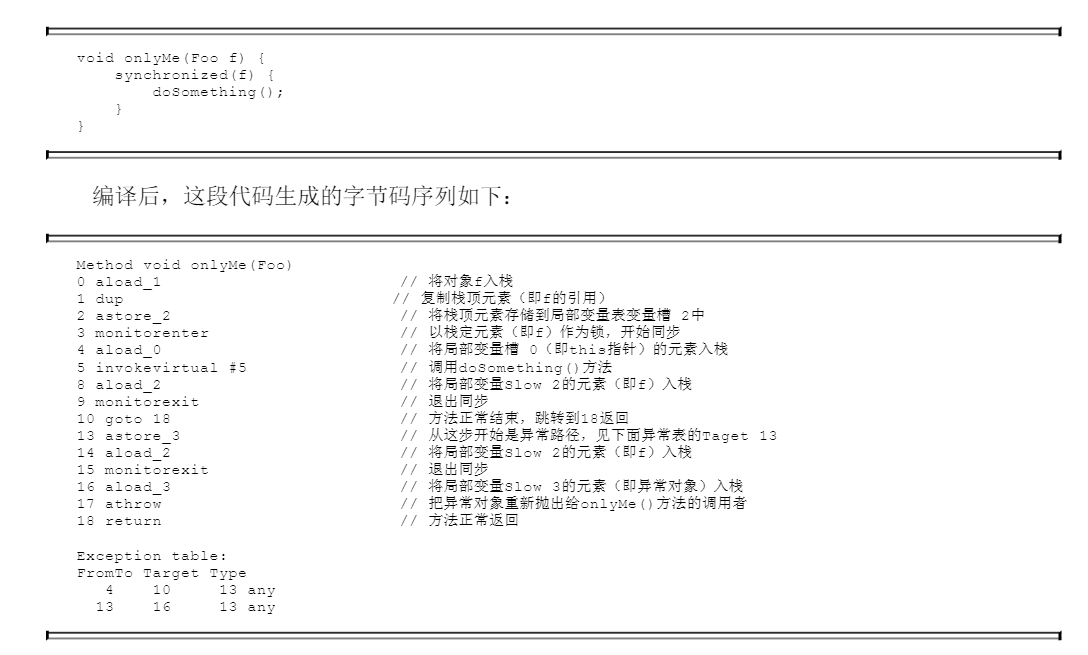 void onlyMe(Foo f) {
    synchronized(f) {
        doSomething();
    }
}
编译后，这段代码生成的字节码序列如下：
Method void onlyMe(Foo)
0 aload_1 // 将对象f入栈
1 dup // 复制栈顶元素（即f的引用）
2 astore_2 // 将栈顶元素存储到局部变量表变量槽 2中
3 monitorenter // 以栈定元素（即f）作为锁，开始同步
4 aload_0 // 将局部变量槽 0（即this指针）的元素入栈
5 invokevirtual #5 // 调用doSomething()方法
8 aload_2 // 将局部变量Slow 2的元素（即f）入栈
9 monitorexit // 退出同步
10 goto 18 // 方法正常结束，跳转到18返回
13 astore_3 // 从这步开始是异常路径，见下面异常表的Taget 13
14 aload_2 // 将局部变量Slow 2的元素（即f）入栈
15 monitorexit // 退出同步
16 aload_3 // 将局部变量Slow 3的元素（即异常对象）入栈
17 athrow // 把异常对象重新抛出给onlyMe()方法的调用者
18 return // 方法正常返回
Exception table:
FromTo Target Type
4 10 13 any
13 16 13 any